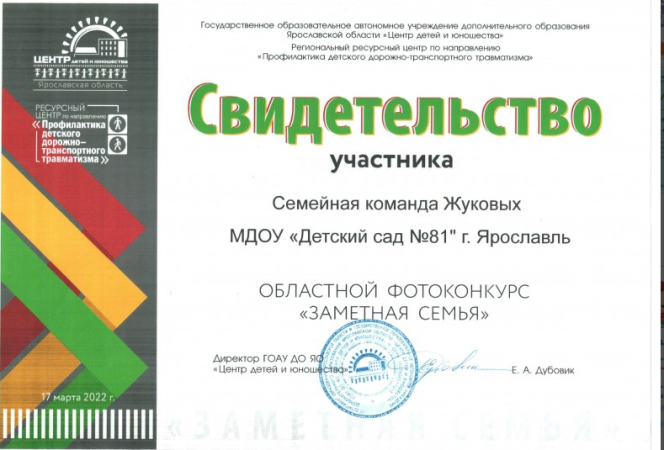 Государственное образовательное автономное учреждение дополнительного образования
Ярославской области «Центр детей и юношества»
Региональный ресурсный центр по направлению
«Профилактика детского дорожно-транспортного травматизма»
ЦЕНТР
ДЕТЕЙ И ЮНОШЕСТВА
Ярославская область
РЕСУРСНЫЙ
ЦЕНТР по направлению
«Профилактика
детского
дорожно-
транспортного
травматизма»
Свидетельство
участника
Семейная команда Жуковых
МДОУ «Детский сад №81" г. Ярославль
ОБЛАСТНОЙ ФОТОКОНКУРС
«ЗАМЕТНАЯ СЕМЬЯ»
Директор ГОАУ ДО ЯО
«Центр детей и юношества»
Е. А. Дубовик
17 марта 2022 г.
«ЗАМЕТНАЯ СЕМЬЯ»